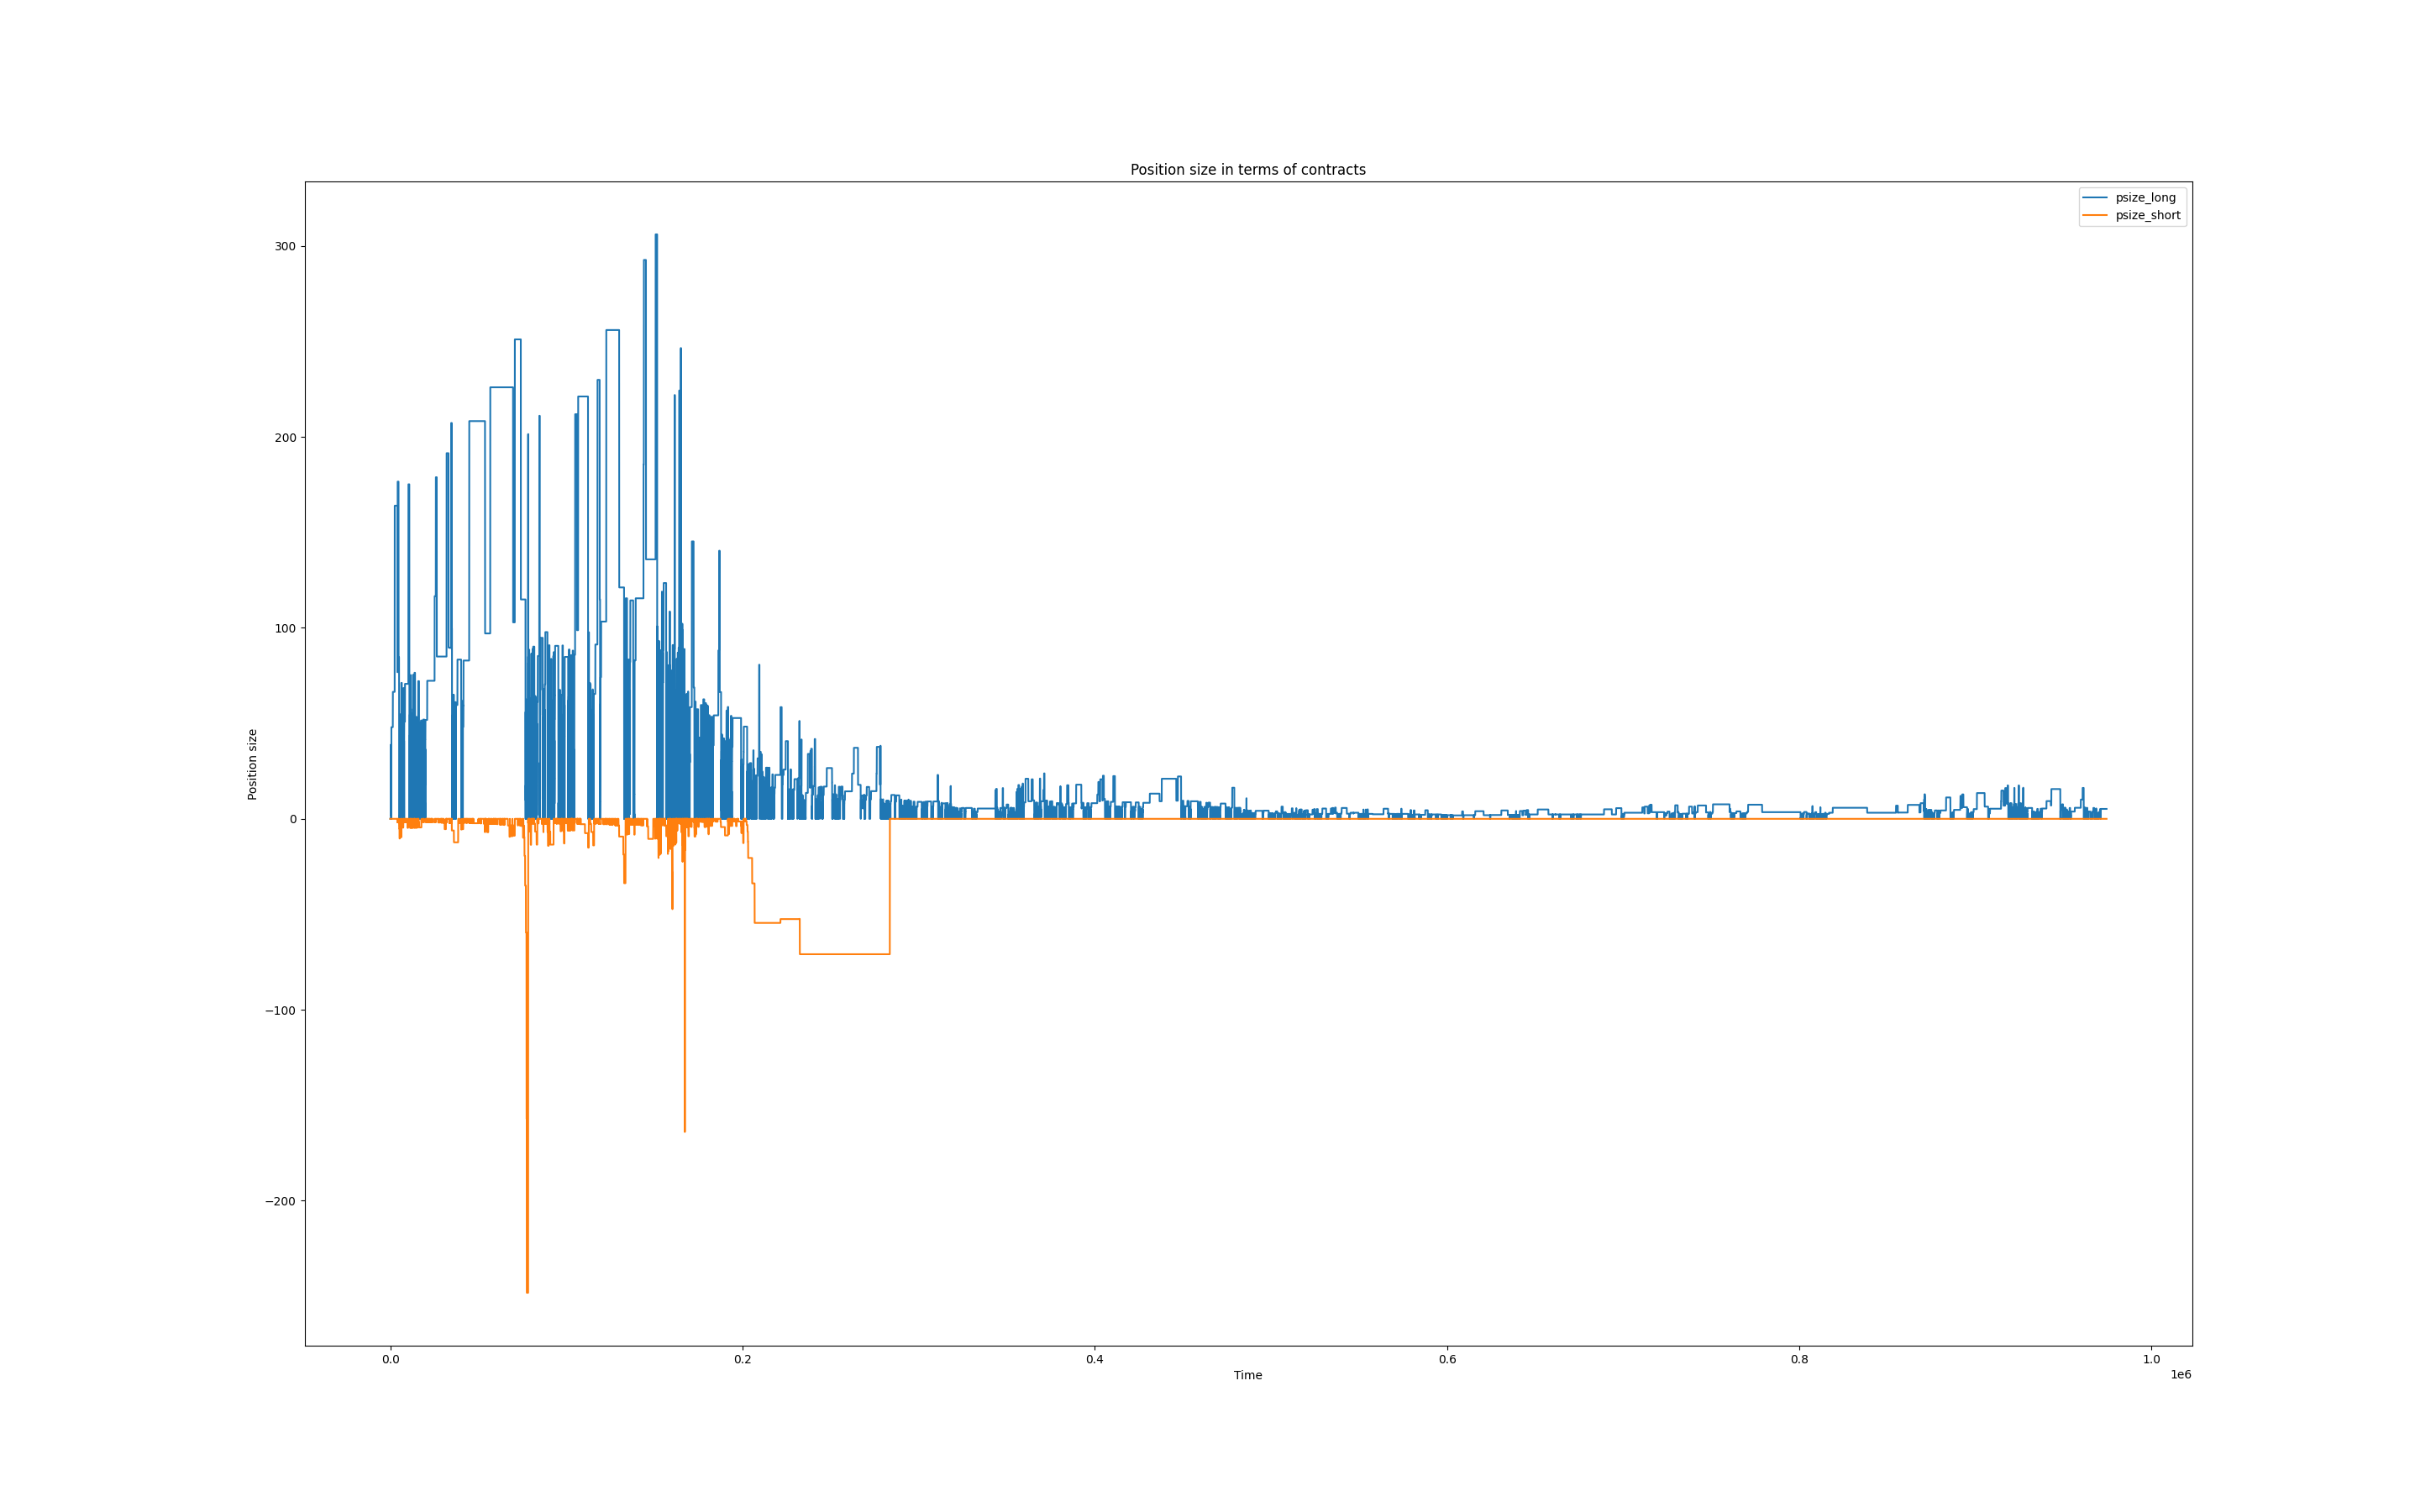 Position size in terms of contracts
psize_long
psize_short
300
200
100
0
−100
−200
Position size
0.0
0.2
0.4
0.6
0.8
1.0
Time
1e6